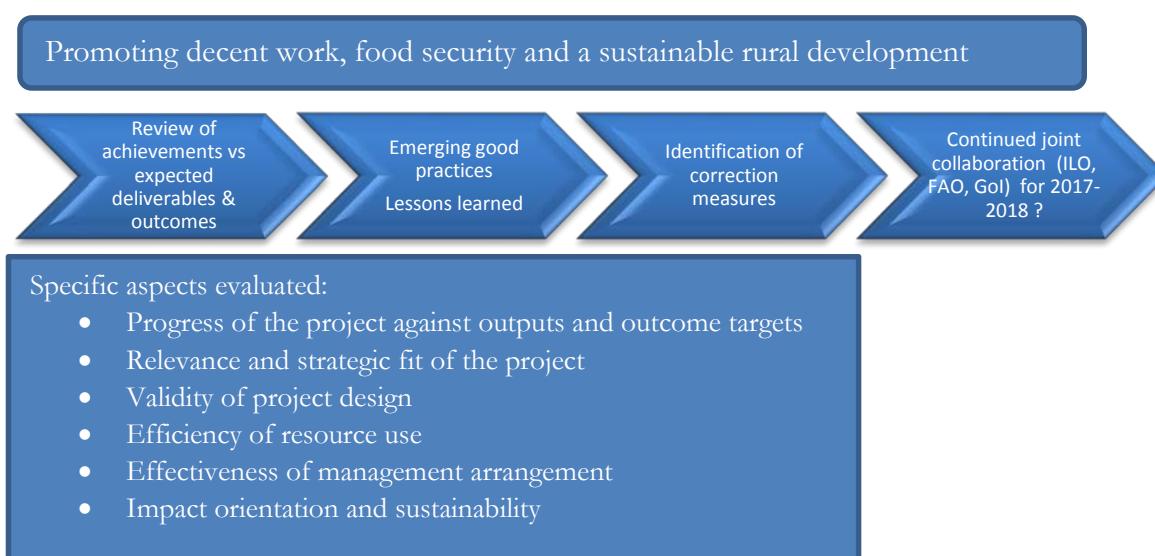 Promoting decent work, food security and a sustainable rural development
Review of
achievements vs
expected
deliverables &
outcomes
Emerging good
practices
Lessons learned
Identification of
correction
measures
Continued joint
collaboration (ILO,
FAO, GoI) for 2017-
2018 ?
Specific aspects evaluated:
• Progress of the project against outputs and outcome targets
• Relevance and strategic fit of the project
• Validity of project design
• Efficiency of resource use
• Effectiveness of management arrangement
• Impact orientation and sustainability